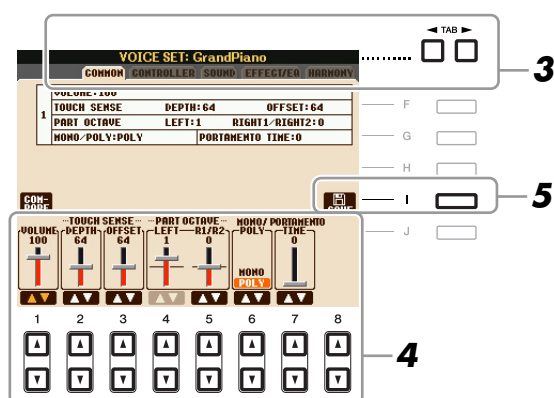 ◄ TAB ►
VOICE SET: GrandPiano
COMMON CONTROLLER SOUND EFFECT/EQ HARMONY
3
VOLUME:100
TOUCH SENSE DEPTH:64 OFFSET:64
1 PART OCTAVE LEFT:1 RIGHT1/RIGHT2:0
MONO/POLY:POLY PORTAMENTO TIME:0
F
G
H
I
J
5
COM-
PARE
SAVE
TOUCH SENSE PART OCTAVE MONO/ PORTAMENTO
VOLUME DEPTH OFFSET LEFT R1/R2 POLY TIME
100 64 64 1 0 0
MONO
POLY
1 2 3 4 5 6 7 8
4